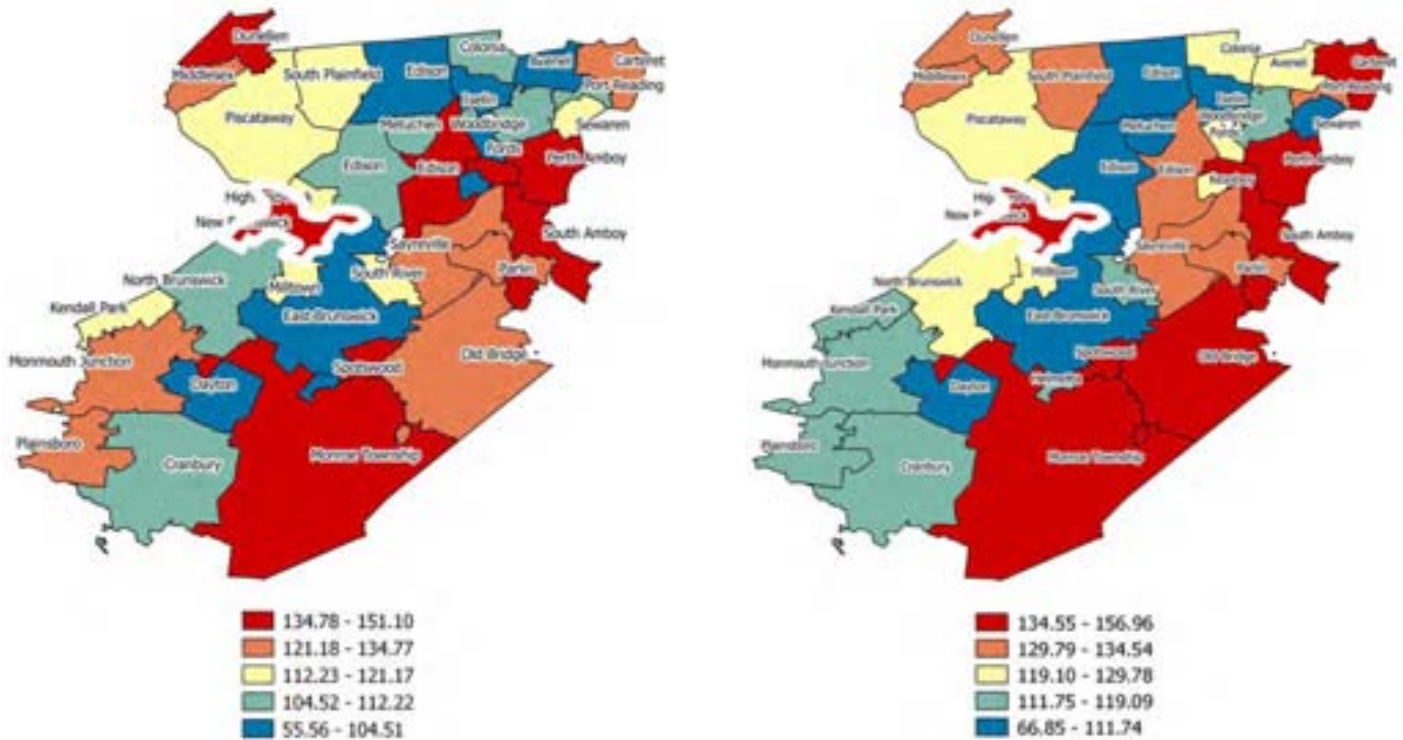 Dunellen
Colonia
Avenel
Carteret
Middlesex
South Plainfield
Edison
Iselin
Port Reading
Piscataway
Metuchen
Woodbridge
Sewaren
Fords
Edison
Edison
Perth Amboy
High
New
South Amboy
Sayreville
North Brunswick
South River
Parlin
Milltown
Kendall Park
East Brunswick
Monmouth Junction
Old Bridge
Spotswood
Dayton
Plainsboro
Cranbury
Monroe Township
134.78 - 151.10
121.18 - 134.77
112.23 - 121.17
104.52 - 112.22
55.56 - 104.51
Dunellen
Colonia
Avenel
Carteret
Middlesex
South Plainfield
Edison
Iselin
Port Reading
Piscataway
Metuchen
Woodbridge
Sewaren
Fords
Edison
Edison
Perth Amboy
New
South Amboy
Sayreville
North Brunswick
Milltown
Parlin
South River
Kendall Park
East Brunswick
Monmouth Junction
Spotswood
Old Bridge
Dayton
Helmetta
Plainsboro
Cranbury
Monroe Township
134.55 - 156.96
129.79 - 134.54
119.10 - 129.78
111.75 - 119.09
66.85 - 111.74